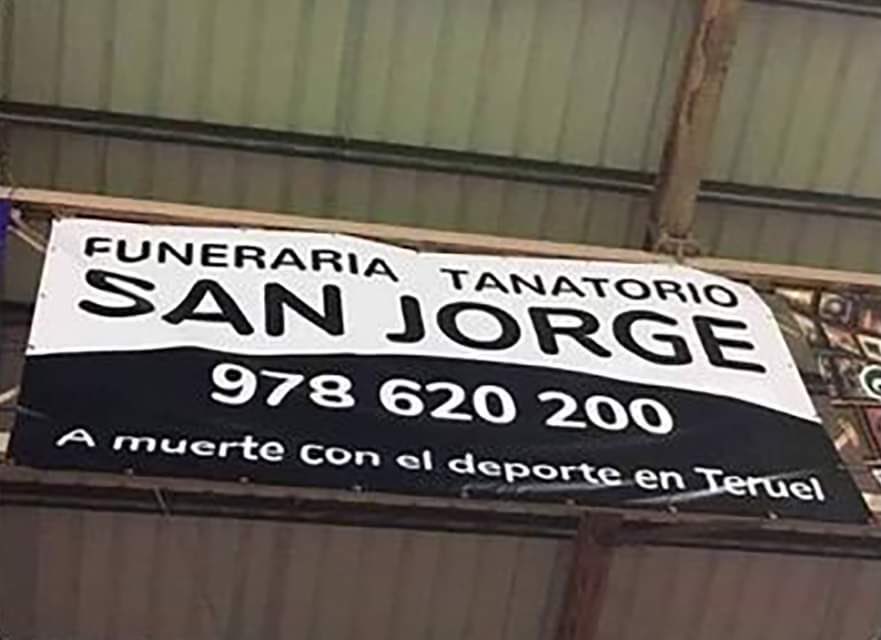 FUNERARIA TANATORIO
SAN JORGE
978 620 200
A muerte con el deporte en Teruel